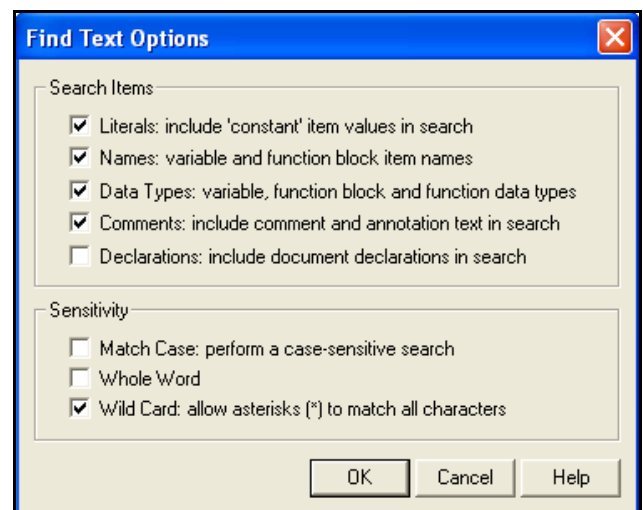 Find Text Options
Search Items
Literals: include 'constant' item values in search
Names: variable and function block item names
Data Types: variable, function block and function data types
Comments: include comment and annotation text in search
Declarations: include document declarations in search
Sensitivity
Match Case: perform a case-sensitive search
Whole Word
Wild Card: allow asterisks (*) to match all characters
OK Cancel Help